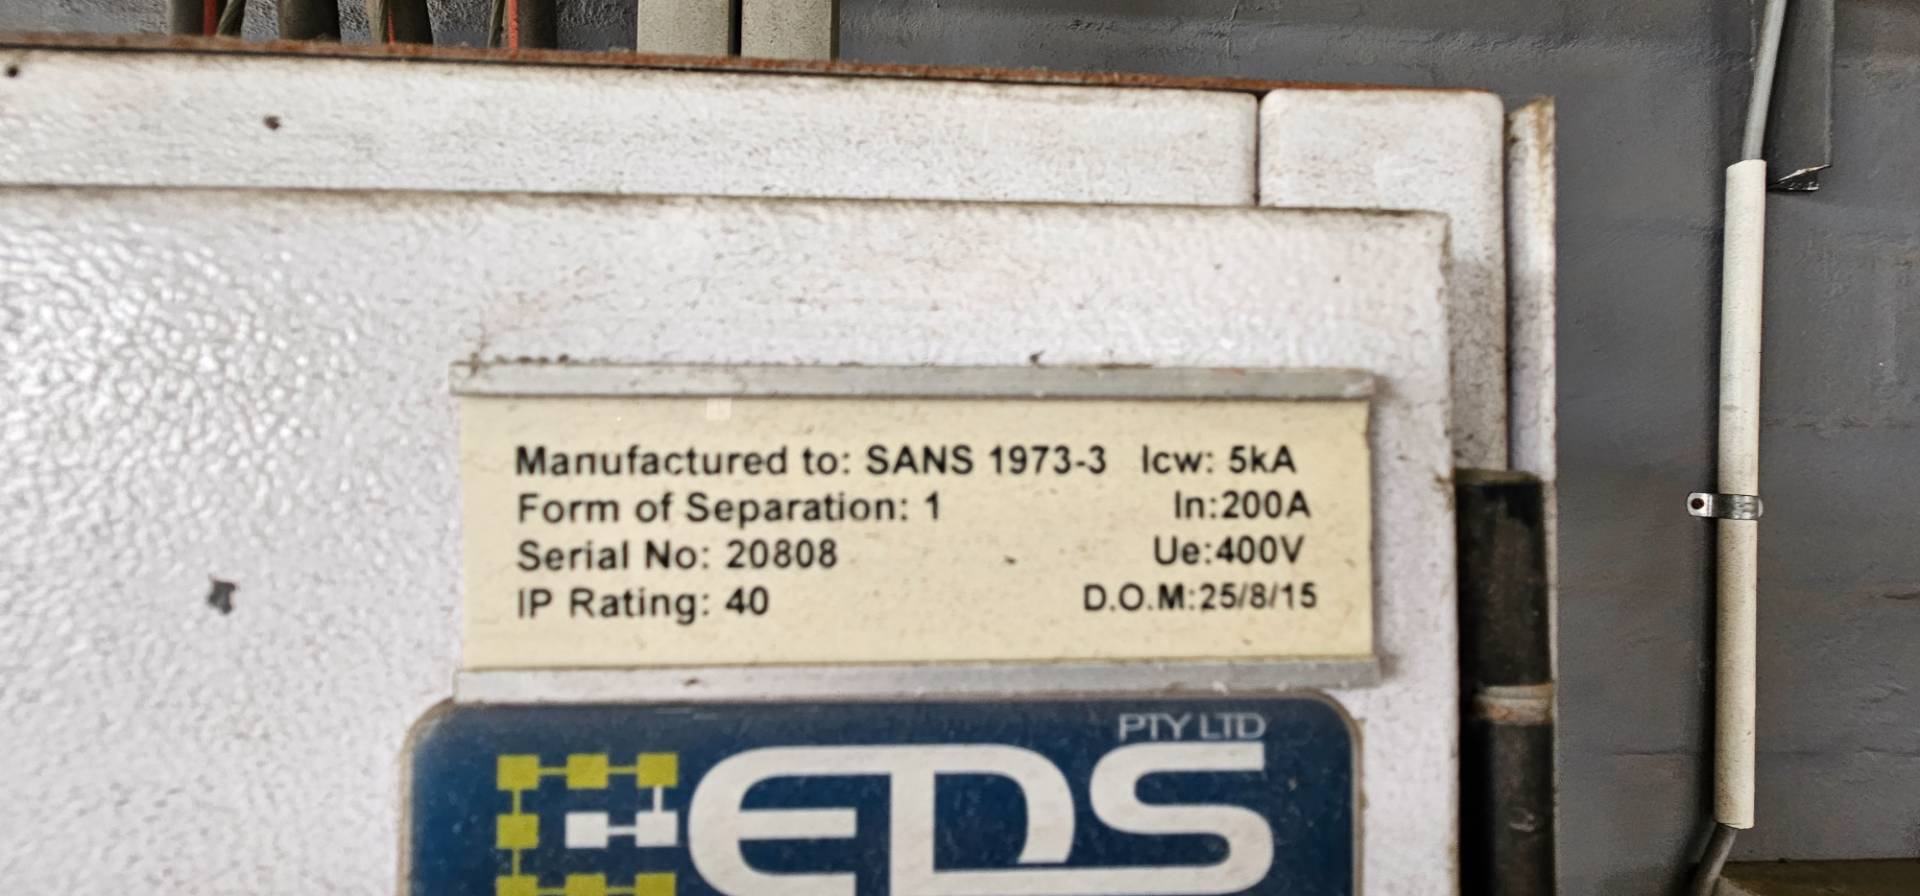 Manufactured to: SANS 1973-3 Icw: 5kA
Form of Separation: 1 In:200A
Serial No: 20808 Ue:400V
IP Rating: 40 D.O.M:25/8/15
PTY LTD
EDS